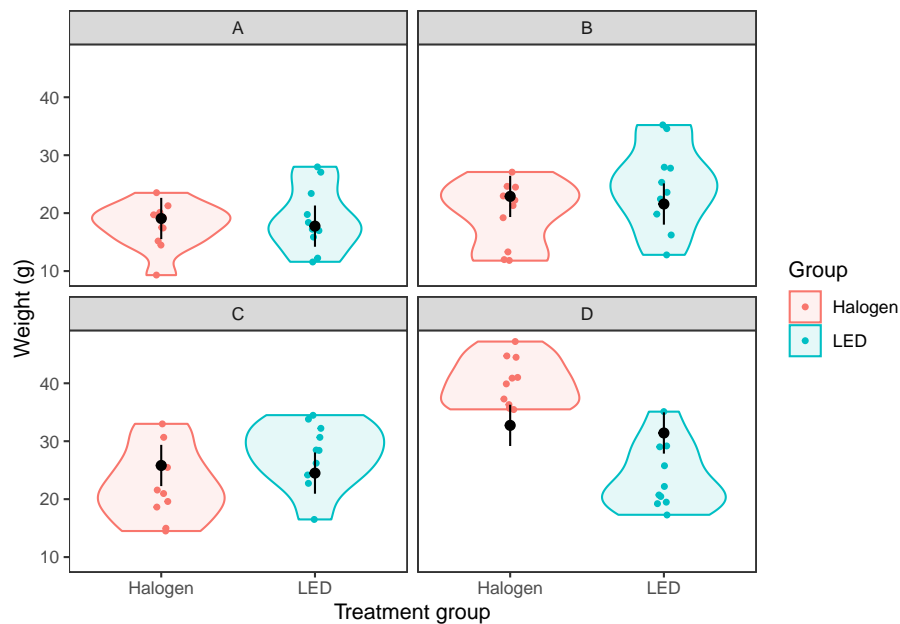 A
B
40
30
20
10
Weight (g)
C
D
40
30
20
10
Halogen
LED
Halogen
LED
Treatment group
Group
Halogen
LED